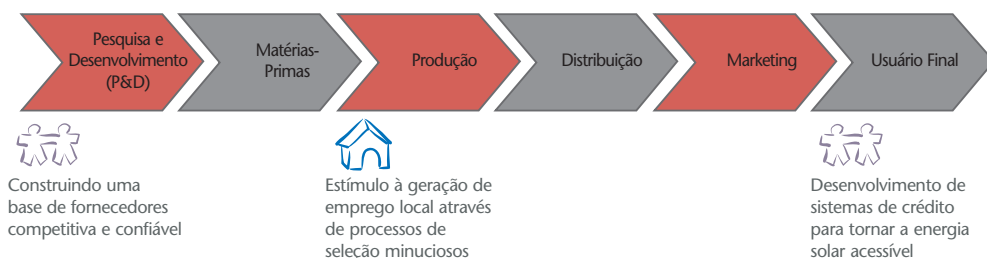 Pesquisa e
Desenvolvimento
(P&D)
Matérias-
Primas
Produção
Distribuição
Marketing
Usuário Final
Construindo uma
base de fornecedores
competitiva e confiável
Estímulo à geração de
emprego local através
de processos de
seleção minuciosos
Desenvolvimento de
sistemas de crédito
para tornar a energia
solar acessível